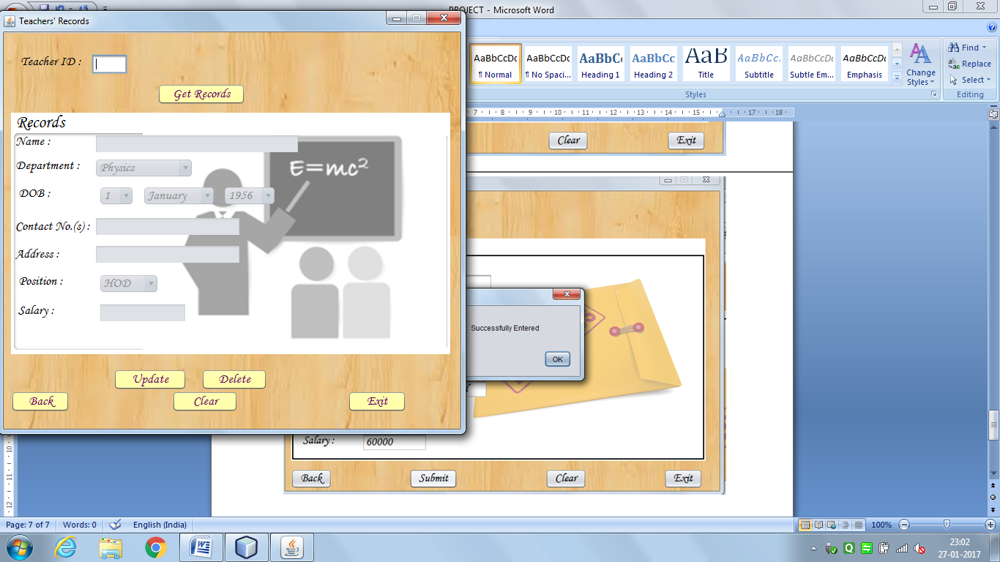 PROJECT - Microsoft Word
Teachers' Records
Teacher ID :
Get Records
Records
Name :
Department : Physics
E=mc2
DOB : 1 January 1956
Contact No.(s) :
Address :
Position : HOD
Salary :
Update Delete
Back Clear Exit
AaBbCcDc AaBbCcDc AaBbC AaBbCc AaB AaBbCc. AaBbCcDc AaBbCcDc
¶ Normal ¶ No Spaci... Heading 1 Heading 2 Title Subtitle Subtle Em... Emphasis
Change Styles
Styles
Find
Replace
Select
Editing
7 8 9 10 11 12 13 14 15 17 18
Clear Exit
Successfully Entered
OK
Salary : 60000
Back Submit Clear Exit
10
11
12
Page: 7 of 7 Words: 0 English (India) 100%
23:02
27-01-2017